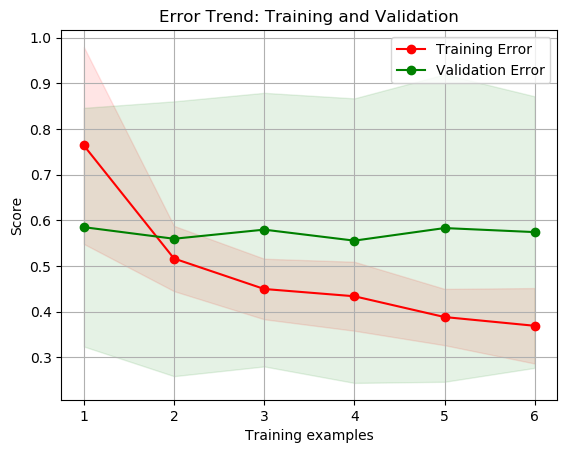 Error Trend: Training and Validation
Training Error
Validation Error
1.0
0.9
0.8
0.7
0.6
0.5
0.4
0.3
Score
1 2 3 4 5 6
Training examples